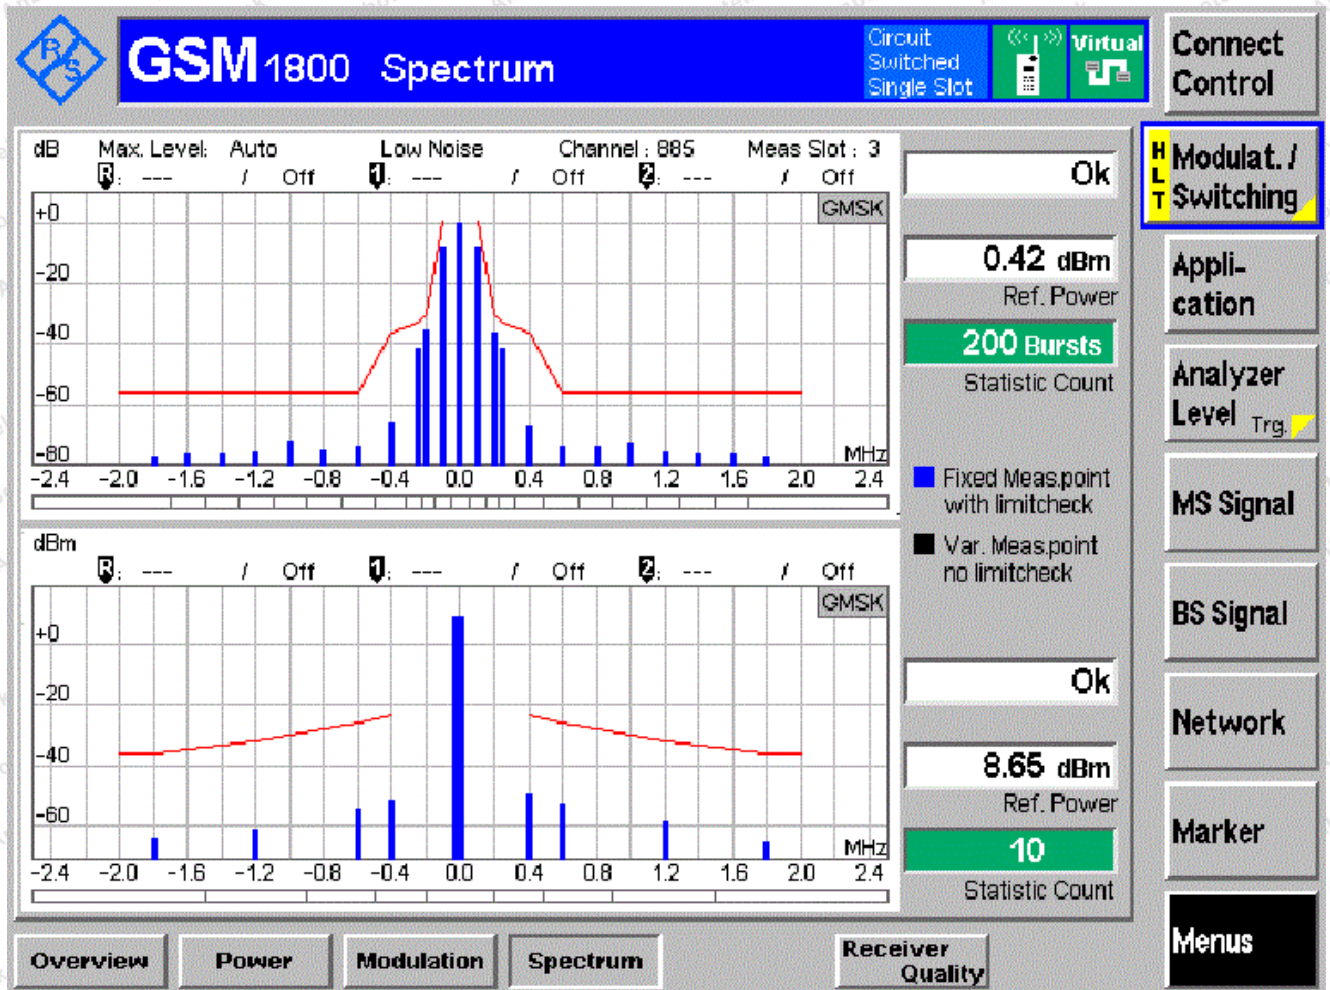 R/S
GSM 1800 Spectrum
Circuit
Switched
Single Slot
Virtual
Connect
Control
dB Max. Level: Auto Low Noise Channel : 885 Meas Slot : 3
R: --- / Off 1: --- / Off 2: --- / Off
GMSK
+0
-20
-40
-60
-80
MHz
-2.4 -2.0 -1.6 -1.2 -0.8 -0.4 0.0 0.4 0.8 1.2 1.6 2.0 2.4
Ok
0.42 dBm
Ref. Power
200 Bursts
Statistic Count
Fixed Meas.point
with limitcheck
Var. Meas.point
no limitcheck
dBm
R: --- / Off 1: --- / Off 2: --- / Off
GMSK
+0
-20
-40
-60
MHz
-2.4 -2.0 -1.6 -1.2 -0.8 -0.4 0.0 0.4 0.8 1.2 1.6 2.0 2.4
Ok
8.65 dBm
Ref. Power
10
Statistic Count
HLT
Modulat. /
Switching
Appli-
cation
Analyzer
Level Trg.
MS Signal
BS Signal
Network
Marker
Menus
Overview
Power
Modulation
Spectrum
Receiver
Quality